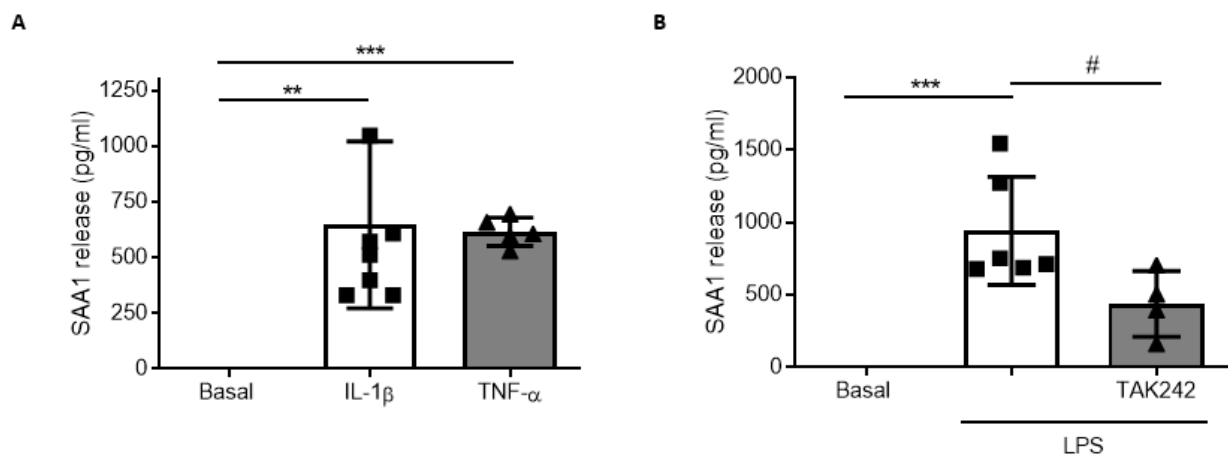 A
B
***
**
SAA1 release (pg/ml)
1250
1000
750
500
250
0
Basal
IL-1β
TNF-α
***
#
SAA1 release (pg/ml)
2000
1500
1000
500
0
Basal
TAK242
LPS